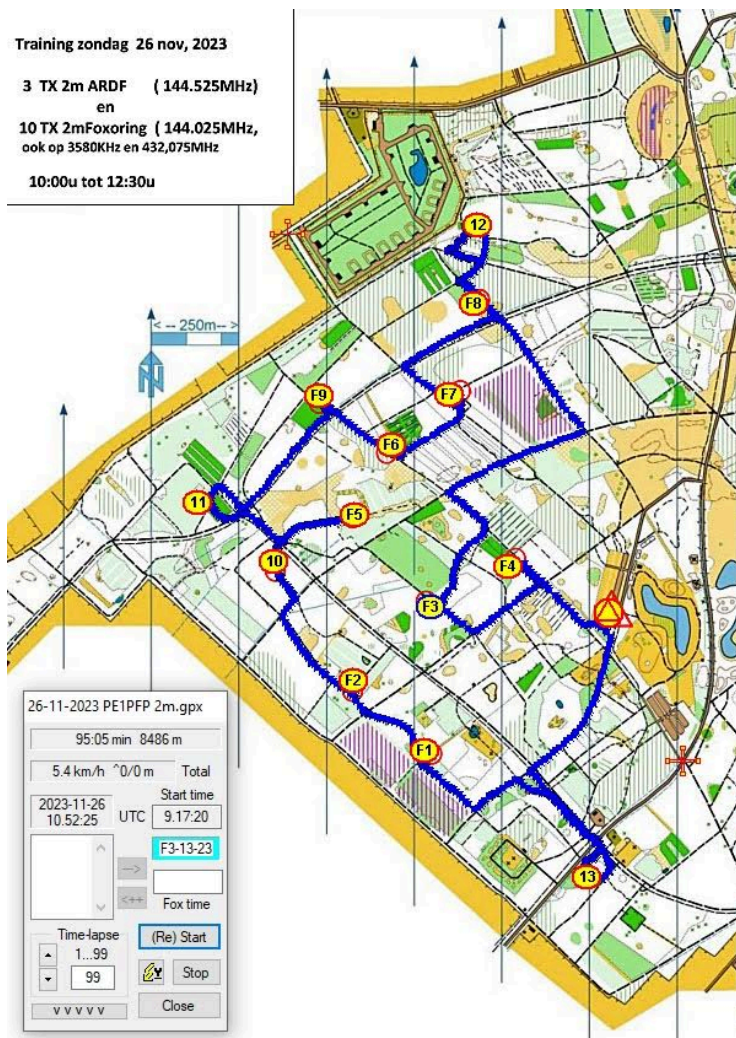 Training zondag 26 nov, 2023
3 TX 2m ARDF ( 144.525MHz)
en
10 TX 2mFoxoring ( 144.025MHz,
ook op 3580KHz en 432,075MHz
10:00u tot 12:30u
12
F8
< -- 250m--- >
N
F9
F7
F6
11
F5
10
F4
F3
F2
F1
13
26-11-2023 PE1PFP 2m.gpx
95:05 min 8486 m
5.4 km/h ^0/0 m Total
Start time
2023-11-26
10.52:25
UTC
9.17:20
F3-13-23
-->
<++
Fox time
Time-lapse
1...99
99
(Re) Start
Stop
v v v v v
Close